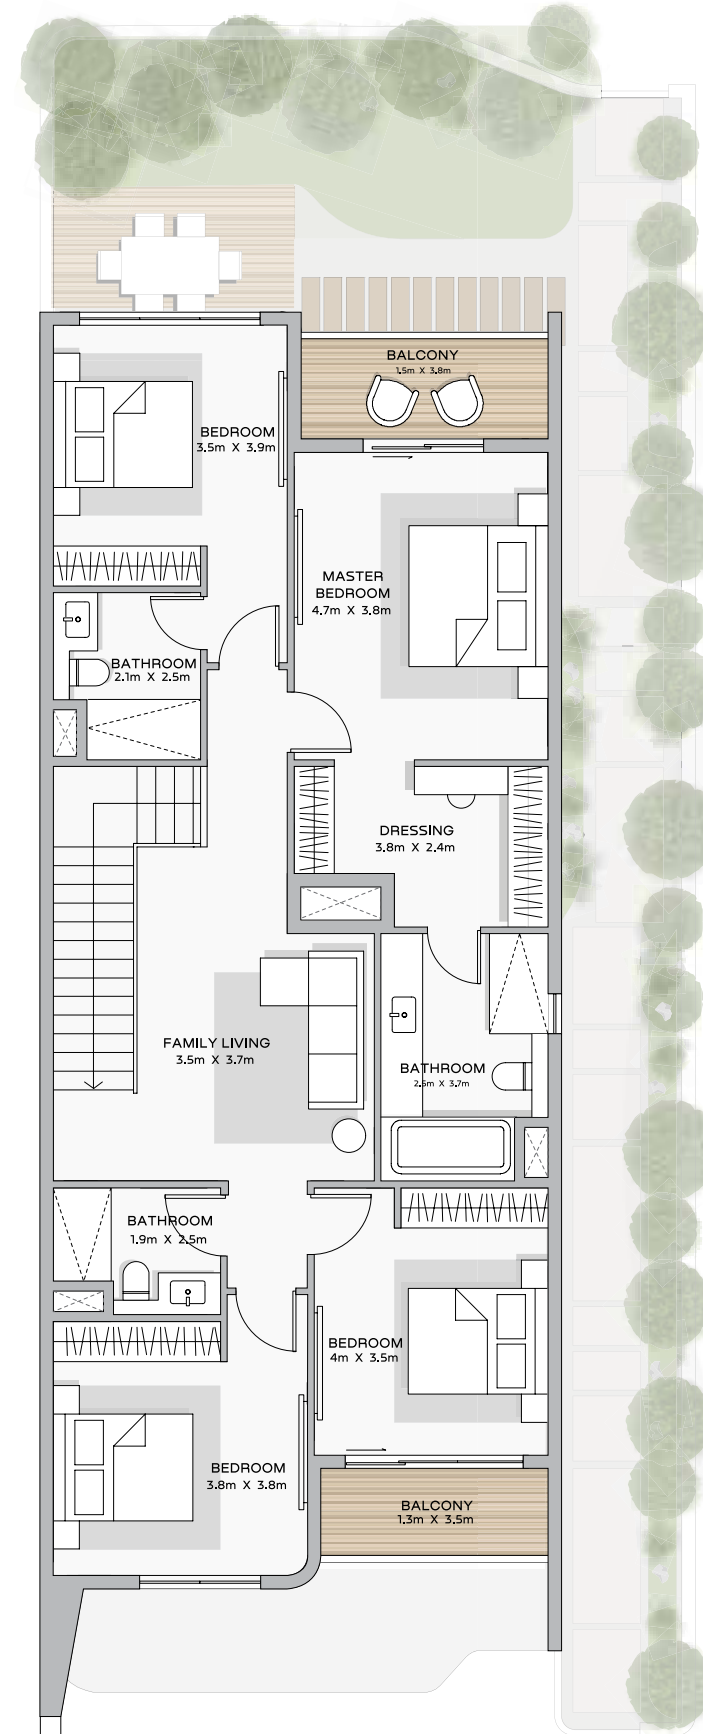 BALCONY
1.5m X 3.8m
BEDROOM
3.5m X 3.9m
MASTER
BEDROOM
4.7m X 3.8m
BATHROOM
2.1m X 2.5m
DRESSING
3.8m X 2.4m
FAMILY LIVING
3.5m X 3.7m
BATHROOM
2.5m X 3.7m
BATHROOM
1.9m X 2.5m
BEDROOM
4m X 3.5m
BEDROOM
3.8m X 3.8m
BALCONY
1.3m X 3.5m